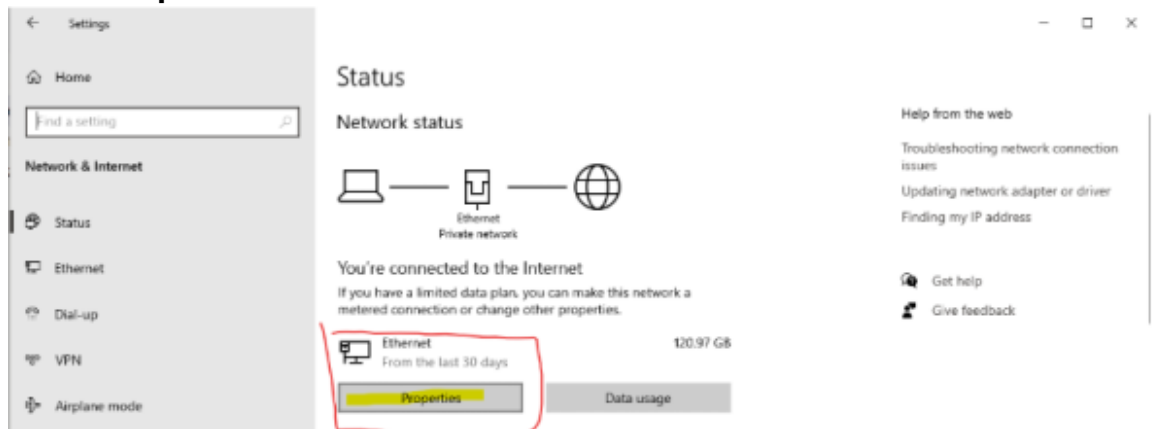 Settings
Home
Find a setting
Network & Internet
Status
Ethernet
Dial-up
VPN
Airplane mode
Status
Network status
Ethernet
Private network
You're connected to the Internet
If you have a limited data plan, you can make this network a
metered connection or change other properties.
Ethernet
From the last 30 days
120.97 GB
Properties
Data usage
Help from the web
Troubleshooting network connection
issues
Updating network adapter or driver
Finding my IP address
Get help
Give feedback